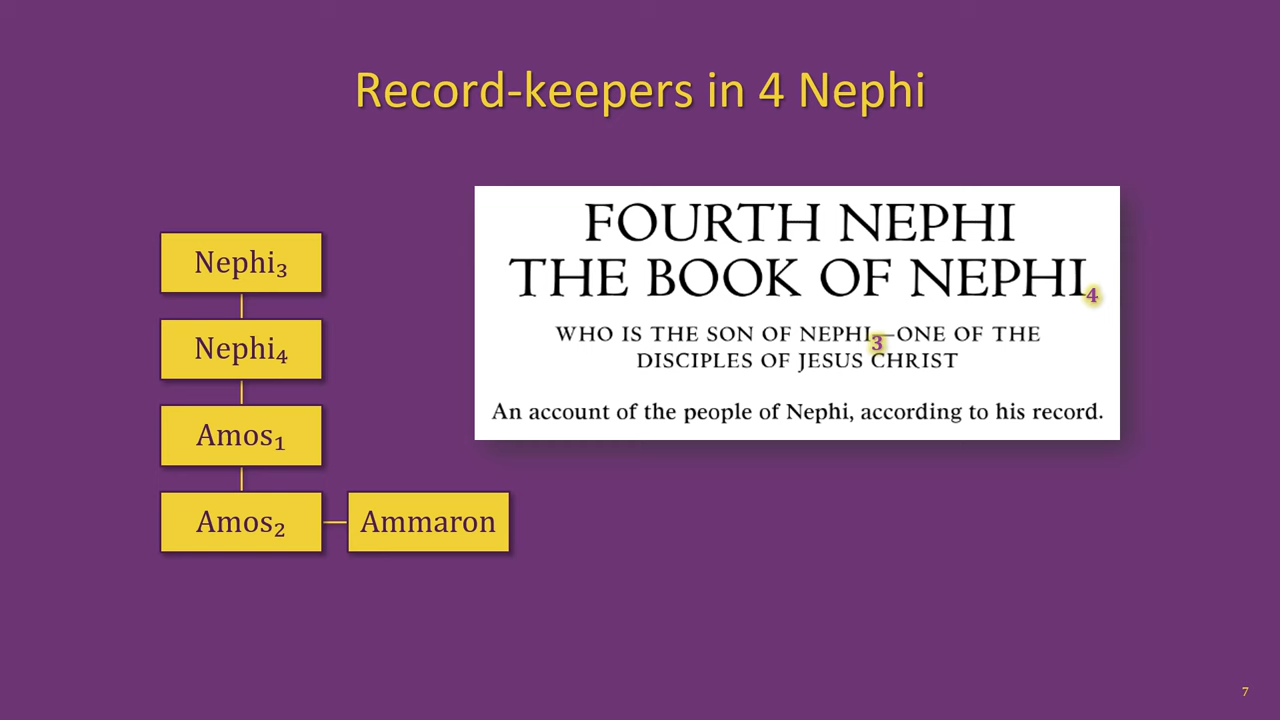 Record-keepers in 4 Nephi
Nephi₃
Nephi₄
Amos₁
Amos₂
Ammaron
FOURTH NEPHI
THE BOOK OF NEPHI₄
WHO IS THE SON OF NEPHI₃—ONE OF THE
DISCIPLES OF JESUS CHRIST
An account of the people of Nephi, according to his record.
7